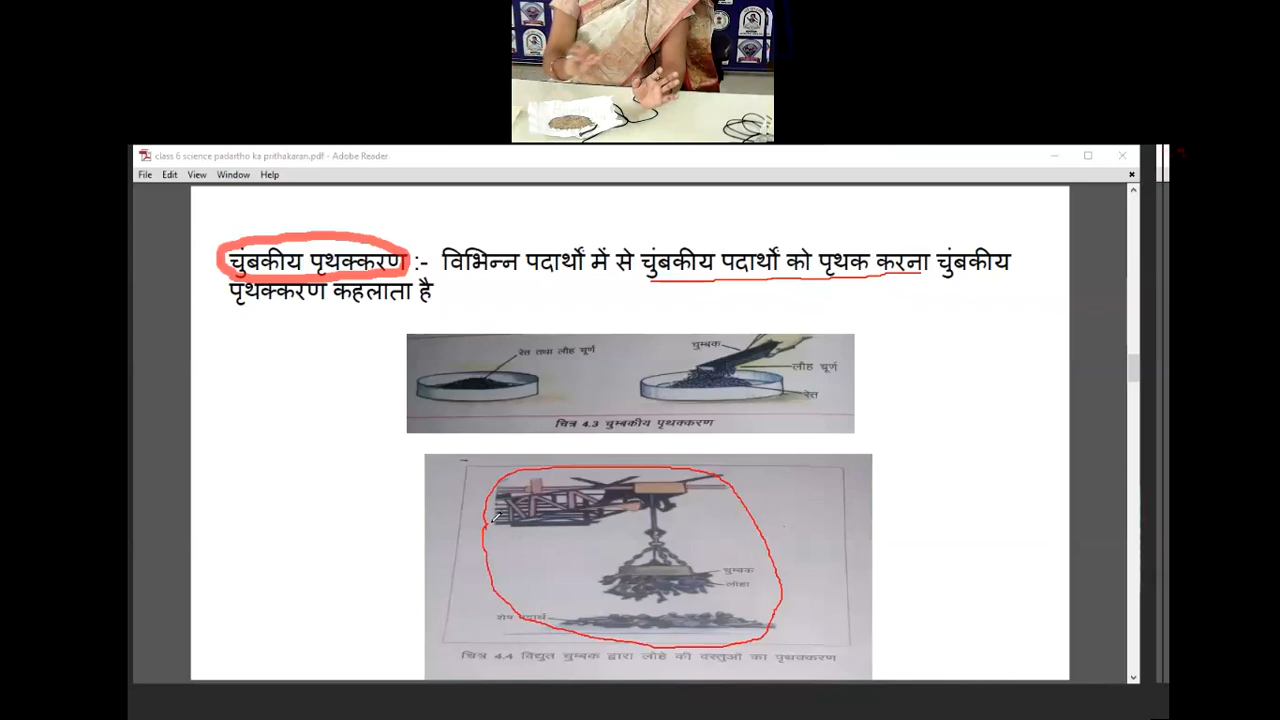 class 6 science padartho ka prithakaran.pdf - Adobe Reader
File Edit View Window Help
चुंबकीय पृथक्करण :- विभिन्न पदार्थों में से चुंबकीय पदार्थों को पृथक करना चुंबकीय
पृथक्करण कहलाता है
रेत तथा लौह चूर्ण
चुम्बक
लौह चूर्ण
रेत
चित्र 4.3 चुम्बकीय पृथक्करण
चुम्बक
लोहा
शेष पदार्थ
चित्र 4.4 विद्युत चुम्बक द्वारा लोहे की वस्तुओं का पृथक्करण